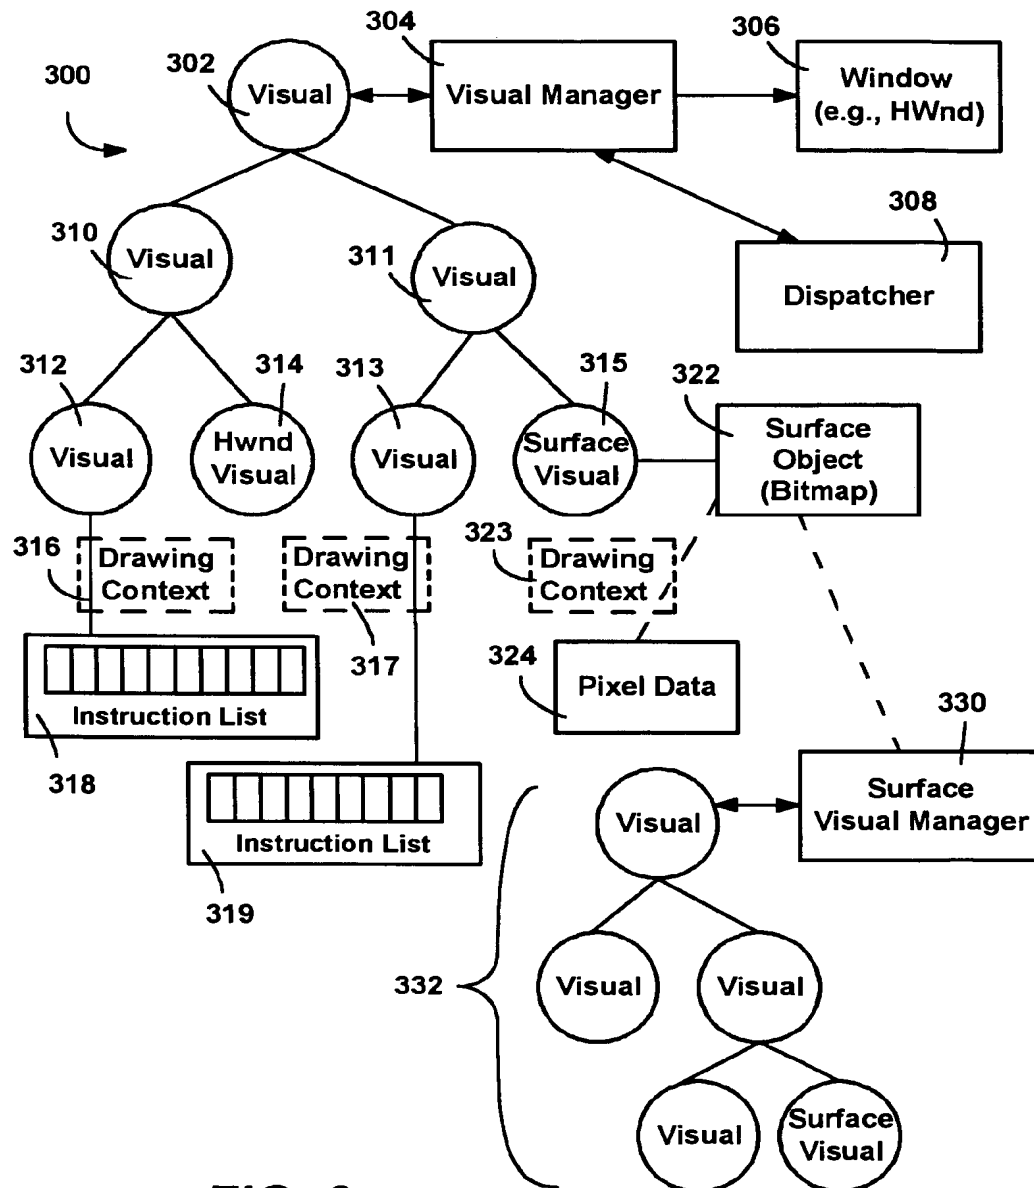 304
306
302
300
Visual
Visual Manager
Window
(e.g., HWnd)
308
310
Visual
311
Visual
Dispatcher
312
314
313
315
322
Visual
Hwnd
Visual
Visual
Surface
Visual
Surface
Object
(Bitmap)
316
Drawing
Context
Drawing
Context
317
323
Drawing
Context
324
Pixel Data
Instruction List
318
330
Instruction List
319
Visual
Surface
Visual Manager
332
Visual
Visual
Visual
Surface
Visual